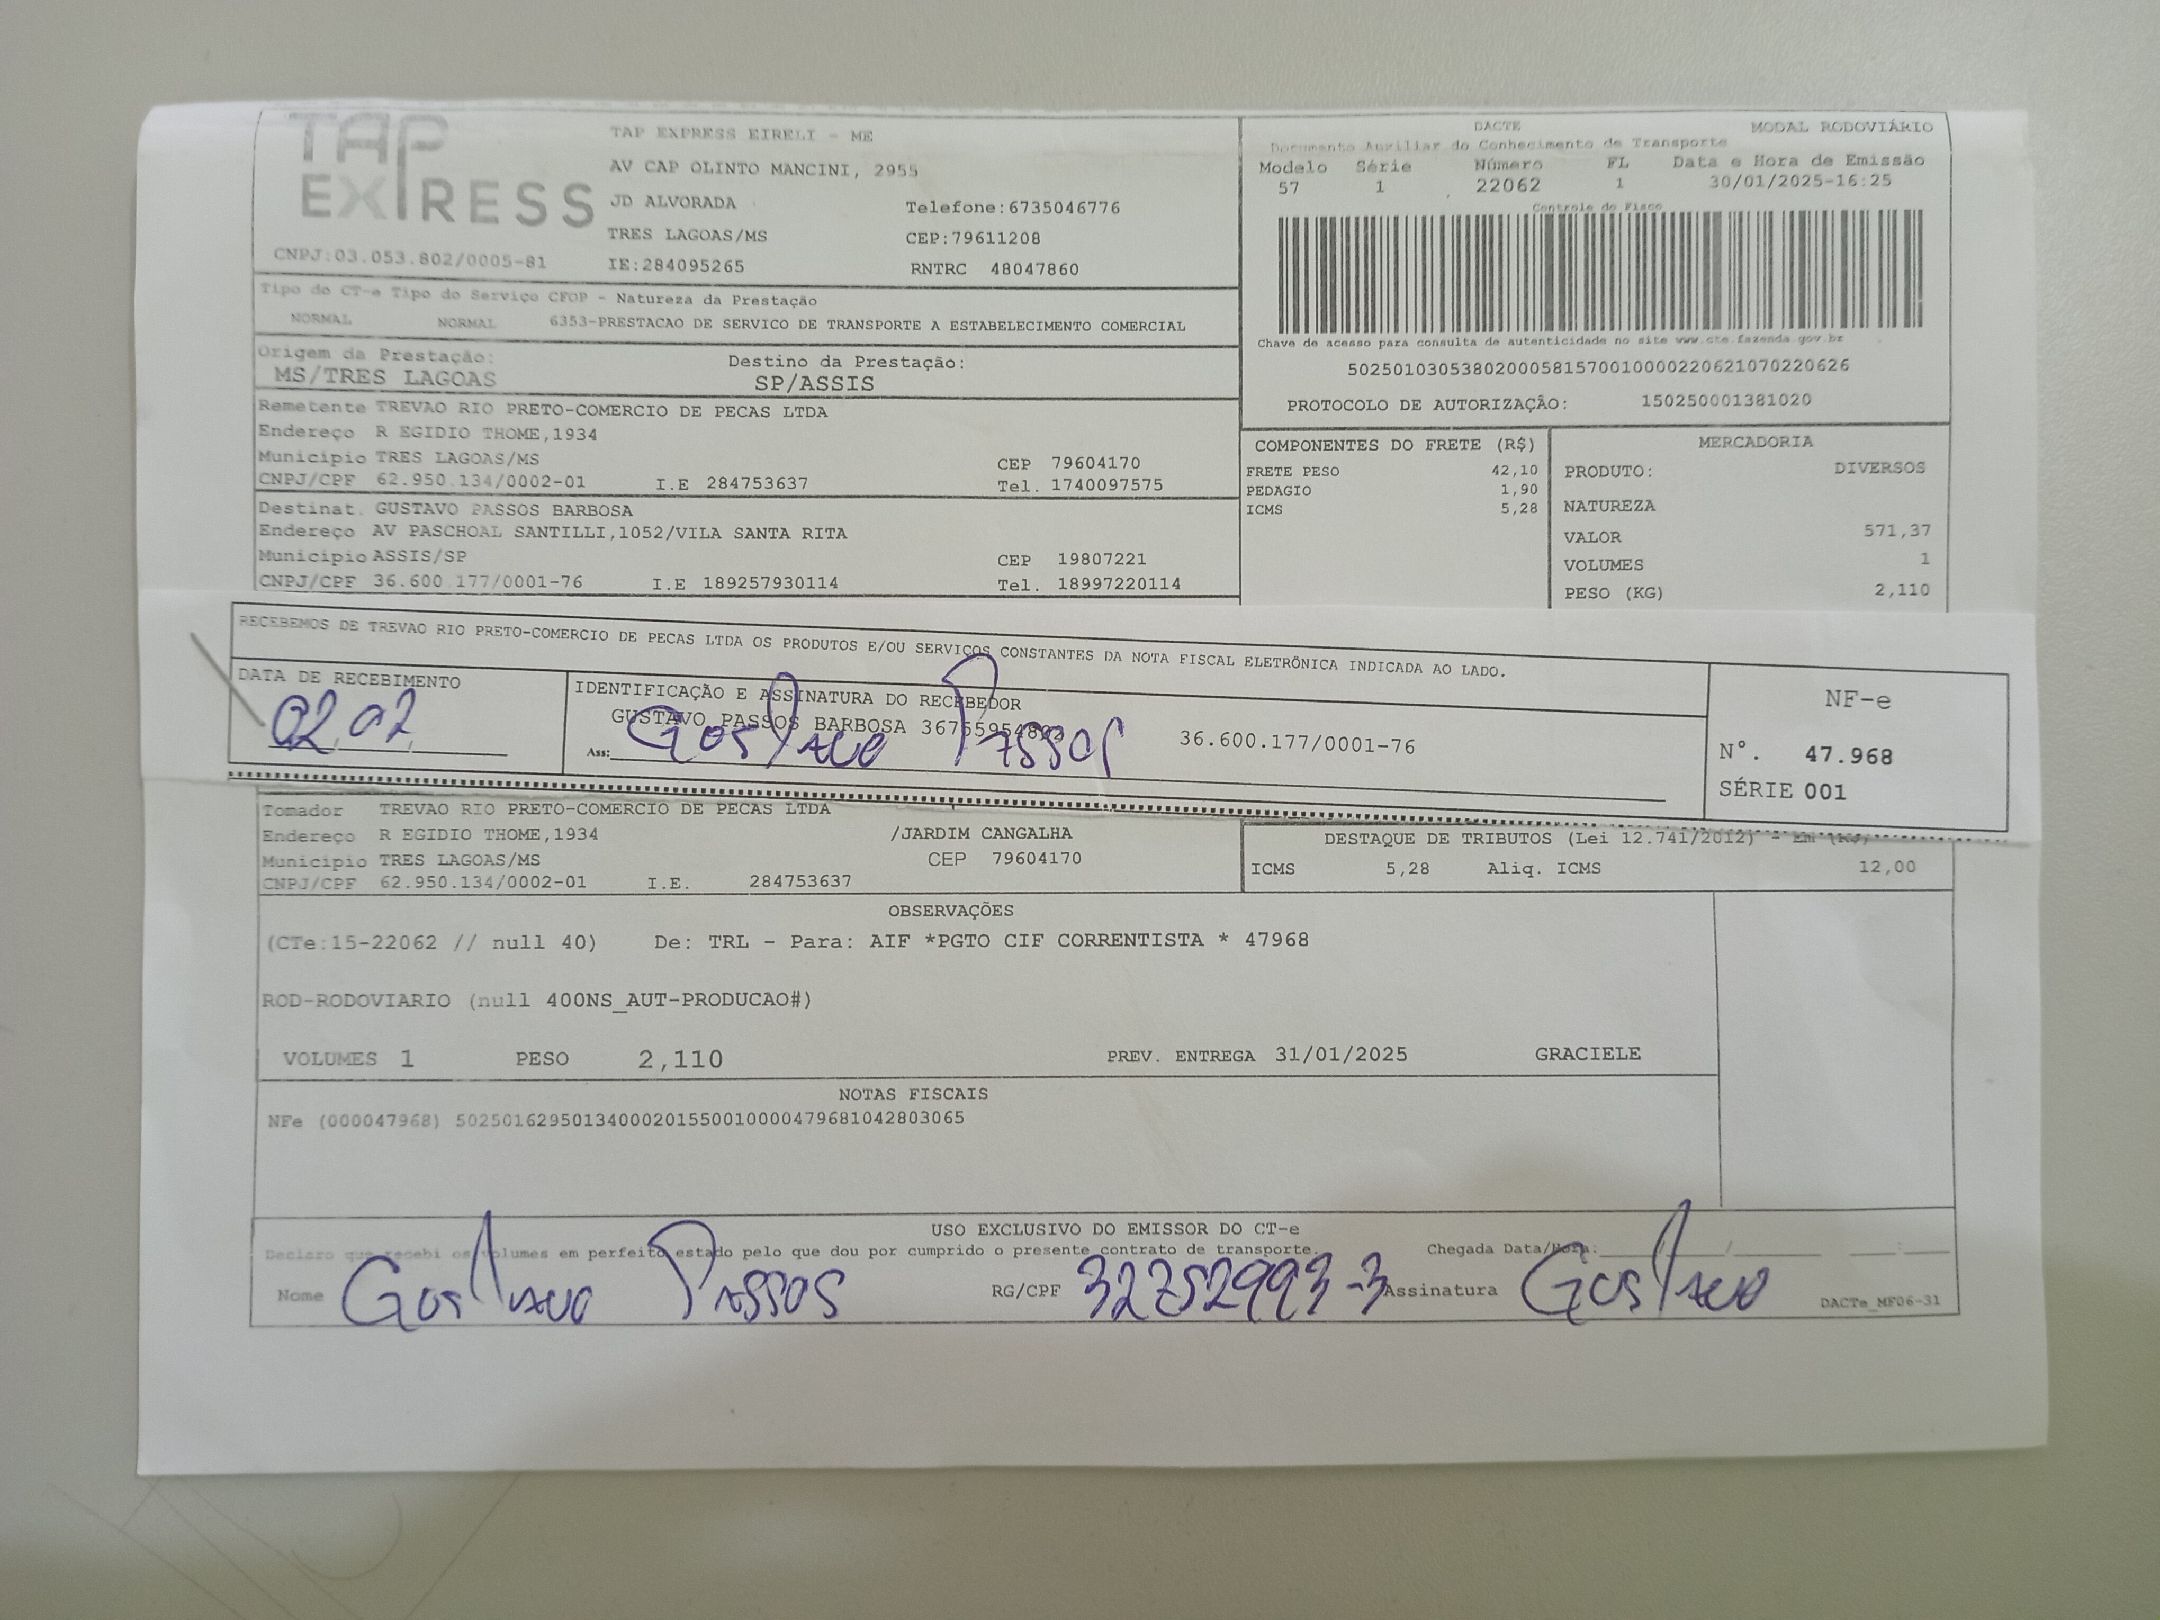 TAP EXPRESS
TAP EXPRESS EIRELI - ME
AV CAP OLINTO MANCINI, 2955
JD ALVORADA Telefone:6735046776
TRES LAGOAS/MS CEP:79611208
CNPJ:03.053.802/0005-81 IE:284095265 RNTRC 48047860
DACTE MODAL RODOVIÁRIO
Documento Auxiliar do Conhecimento de Transporte
Modelo Série Número FL Data e Hora de Emissão
57 1 22062 1 30/01/2025-16:25
Controle do Fisco
Chave de acesso para consulta de autenticidade no site www.cte.fazenda.gov.br
50250103053802000581570010000220621070220626
PROTOCOLO DE AUTORIZAÇÃO: 150250001381020
Tipo do CT-e Tipo do Serviço CFOP - Natureza da Prestação
NORMAL NORMAL 6353-PRESTACAO DE SERVICO DE TRANSPORTE A ESTABELECIMENTO COMERCIAL
Origem da Prestação: Destino da Prestação:
MS/TRES LAGOAS SP/ASSIS
Remetente TREVAO RIO PRETO-COMERCIO DE PECAS LTDA
Endereço R EGIDIO THOME,1934
Municipio TRES LAGOAS/MS CEP 79604170
CNPJ/CPF 62.950.134/0002-01 I.E 284753637 Tel. 1740097575
Destinat. GUSTAVO PASSOS BARBOSA
Endereço AV PASCHOAL SANTILLI,1052/VILA SANTA RITA
Municipio ASSIS/SP CEP 19807221
CNPJ/CPF 36.600.177/0001-76 I.E 189257930114 Tel. 18997220114
COMPONENTES DO FRETE (R$)
FRETE PESO 42,10
PEDAGIO 1,90
ICMS 5,28
MERCADORIA
PRODUTO: DIVERSOS
NATUREZA
VALOR 571,37
VOLUMES 1
PESO (KG) 2,110
RECEBEMOS DE TREVAO RIO PRETO-COMERCIO DE PECAS LTDA OS PRODUTOS E/OU SERVIÇOS CONSTANTES DA NOTA FISCAL ELETRÔNICA INDICADA AO LADO.
DATA DE RECEBIMENTO
02 02
IDENTIFICAÇÃO E ASSINATURA DO RECEBEDOR
GUSTAVO PASSOS BARBOSA 36.600.177/0001-76
Ass: Gustavo Passos
NF-e
N°. 47.968
SÉRIE 001
Tomador TREVAO RIO PRETO-COMERCIO DE PECAS LTDA
Endereço R EGIDIO THOME,1934 /JARDIM CANGALHA
Municipio TRES LAGOAS/MS CEP 79604170
CNPJ/CPF 62.950.134/0002-01 I.E. 284753637
DESTAQUE DE TRIBUTOS (Lei 12.741/2012) - Em (R$)
ICMS 5,28 Aliq. ICMS 12,00
OBSERVAÇÕES
(CTe:15-22062 // null 40) De: TRL - Para: AIF *PGTO CIF CORRENTISTA * 47968
ROD-RODOVIARIO (null 400NS_AUT-PRODUCAO#)
VOLUMES 1 PESO 2,110 PREV. ENTREGA 31/01/2025 GRACIELE
NOTAS FISCAIS
NFe (000047968) 50250162950134000201550010000479681042803065
USO EXCLUSIVO DO EMISSOR DO CT-e
Declaro que recebi os volumes em perfeito estado pelo que dou por cumprido o presente contrato de transporte. Chegada Data/Hora:
Nome Gustavo Passos RG/CPF 32752993-3 Assinatura Gustavo DACTe_MF06-31